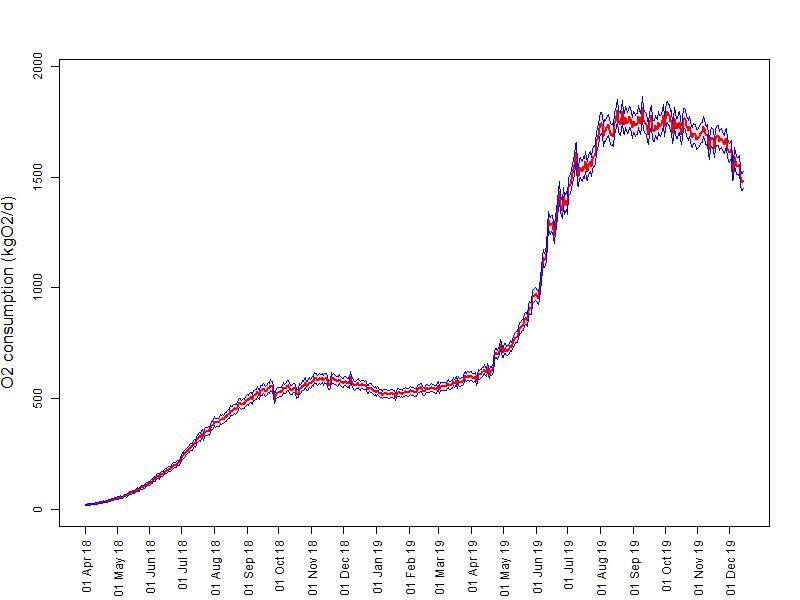 O2 consumption (kgO2/d)
2000
1500
1000
500
0
01 Apr 18
01 May 18
01 Jun 18
01 Jul 18
01 Aug 18
01 Sep 18
01 Oct 18
01 Nov 18
01 Dec 18
01 Jan 19
01 Feb 19
01 Mar 19
01 Apr 19
01 May 19
01 Jun 19
01 Jul 19
01 Aug 19
01 Sep 19
01 Oct 19
01 Nov 19
01 Dec 19